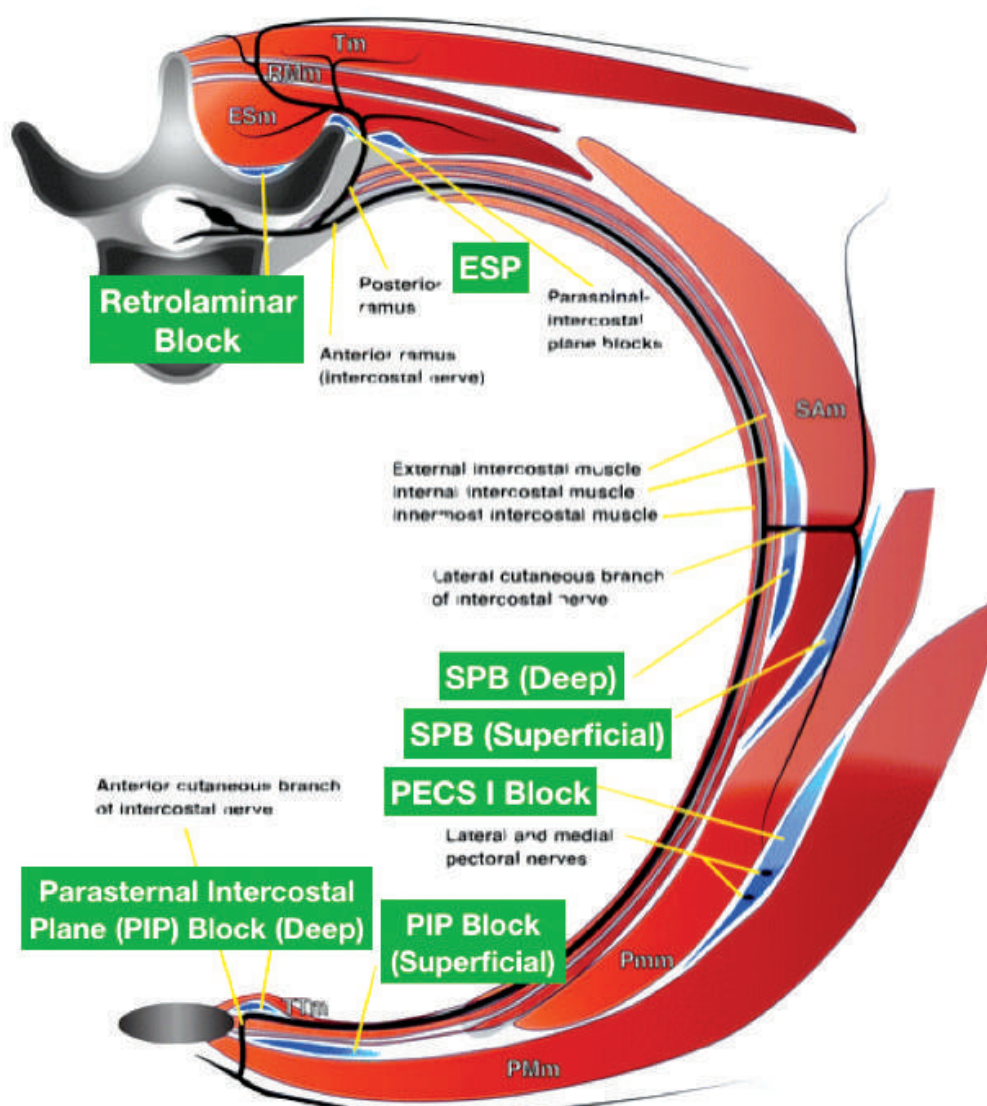 Tm
RMm
ESm
ESP
Retrolaminar
Block
Posterior
ramus
Paraspinal-
intercostal
plane blocks
Anterior ramus
(intercostal nerve)
SAm
External intercostal muscle
Internal intercostal muscle
Innermost intercostal muscle
Lateral cutaneous branch
of intercostal nerve
SPB (Deep)
SPB (Superficial)
PECS I Block
Anterior cutaneous branch
of intercostal nerve
Lateral and medial
pectoral nerves
Parasternal Intercostal
Plane (PIP) Block (Deep)
PIP Block
(Superficial)
Pmm
TTm
PMm